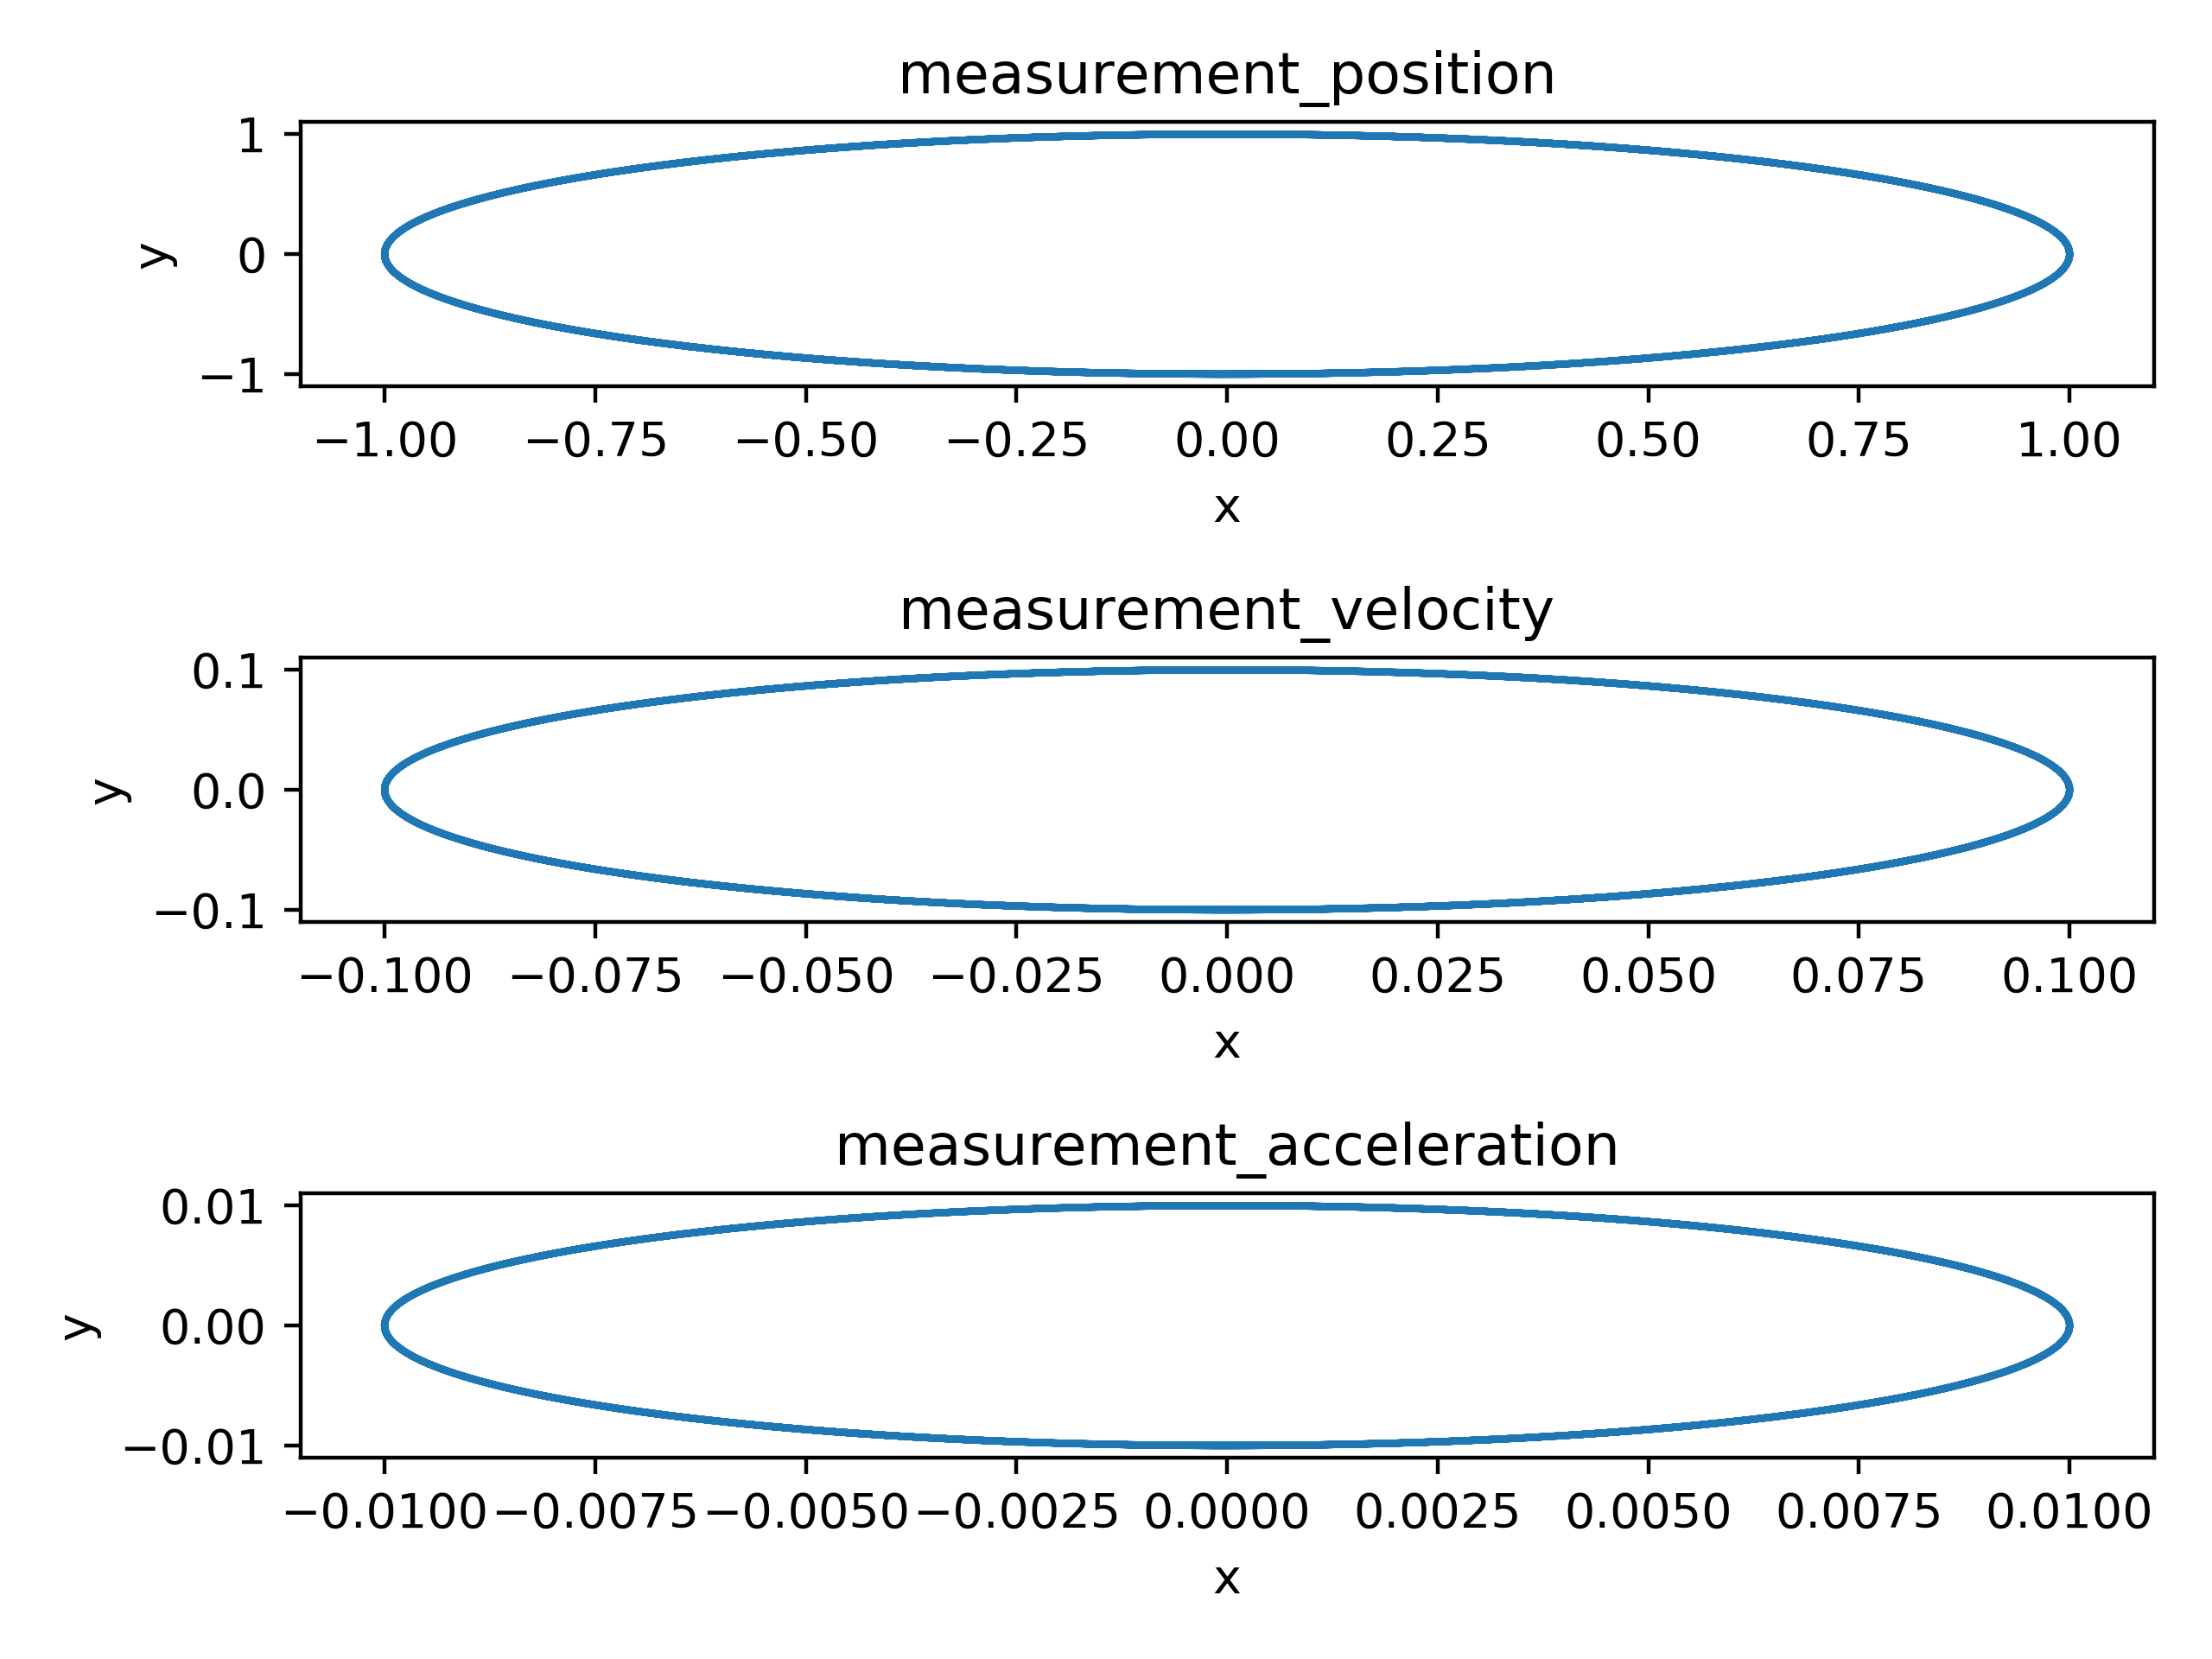 measurement_position
1
0
−1
y
−1.00 −0.75 −0.50 −0.25 0.00 0.25 0.50 0.75 1.00
x
measurement_velocity
0.1
0.0
−0.1
y
−0.100 −0.075 −0.050 −0.025 0.000 0.025 0.050 0.075 0.100
x
measurement_acceleration
0.01
0.00
−0.01
y
−0.0100 −0.0075 −0.0050 −0.0025 0.0000 0.0025 0.0050 0.0075 0.0100
x